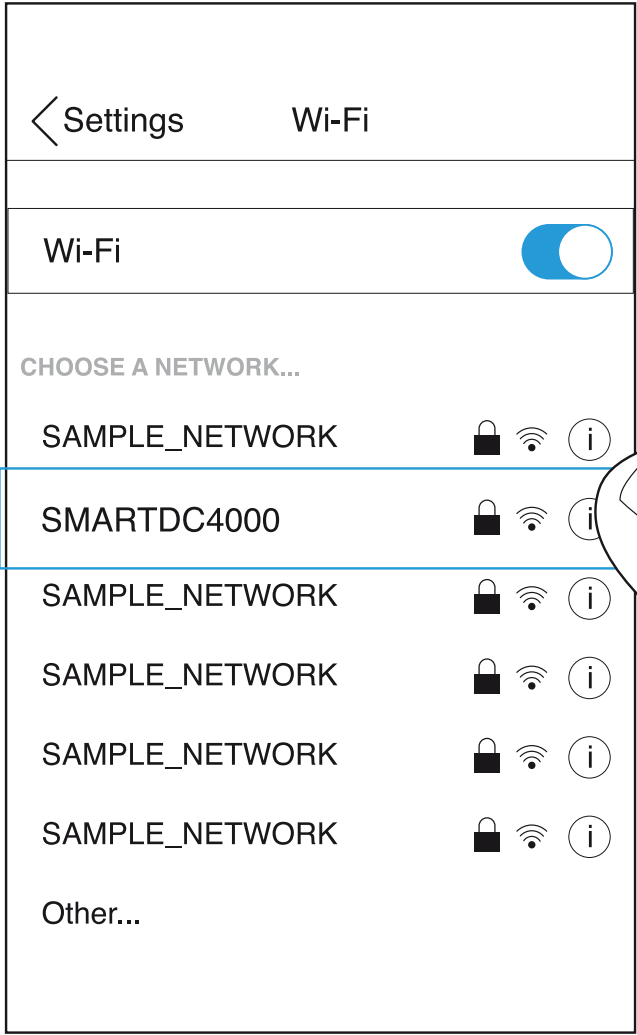 Settings Wi-Fi
Wi-Fi
CHOOSE A NETWORK...
SAMPLE_NETWORK i
SMARTDC4000 i
SAMPLE_NETWORK i
SAMPLE_NETWORK i
SAMPLE_NETWORK i
SAMPLE_NETWORK i
Other...